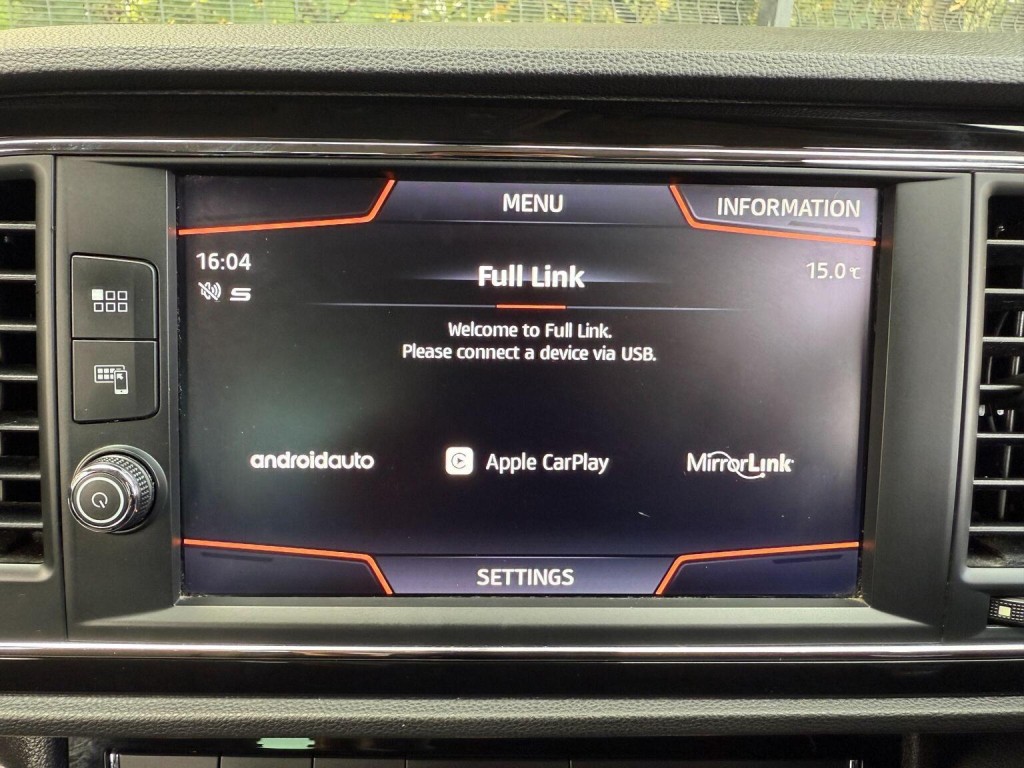 MENU
INFORMATION
16:04
15.0°C
Full Link
Welcome to Full Link.
Please connect a device via USB.
androidauto
Apple CarPlay
MirrorLink
SETTINGS